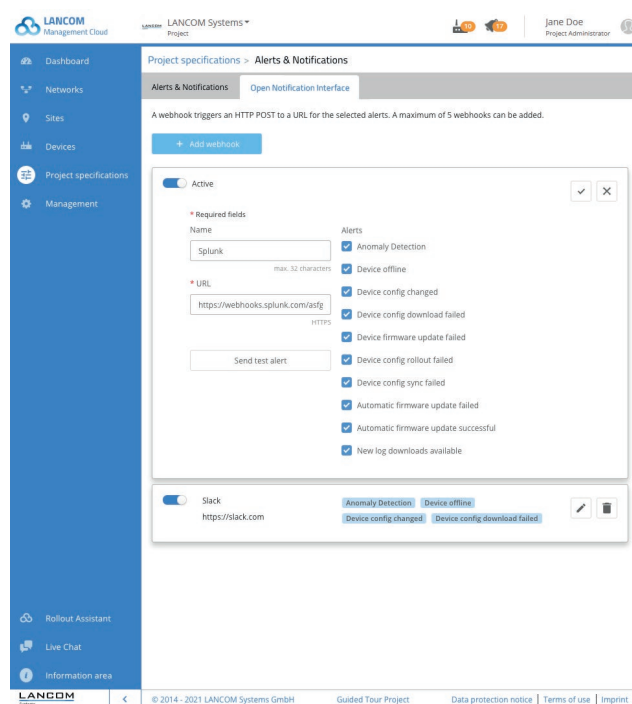 LANCOM
Management Cloud
LANCOM Systems
Project
10
17
Jane Doe
Project Administrator
Dashboard
Networks
Sites
Devices
Project specifications
Management
Project specifications > Alerts & Notifications
Alerts & Notifications
Open Notification Interface
A webhook triggers an HTTP POST to a URL for the selected alerts. A maximum of 5 webhooks can be added.
+ Add webhook
Active
* Required fields
Name
Splunk
max. 32 characters
* URL
https://webhooks.splunk.com/asfg
HTTPS
Send test alert
Alerts
Anomaly Detection
Device offline
Device config changed
Device config download failed
Device firmware update failed
Device config rollout failed
Device config sync failed
Automatic firmware update failed
Automatic firmware update successful
New log downloads available
Slack
https://slack.com
Anomaly Detection Device offline
Device config changed Device config download failed
Rollout Assistant
Live Chat
Information area
LANCOM
Systems
© 2014 - 2021 LANCOM Systems GmbH
Guided Tour Project
Data protection notice | Terms of use | Imprint